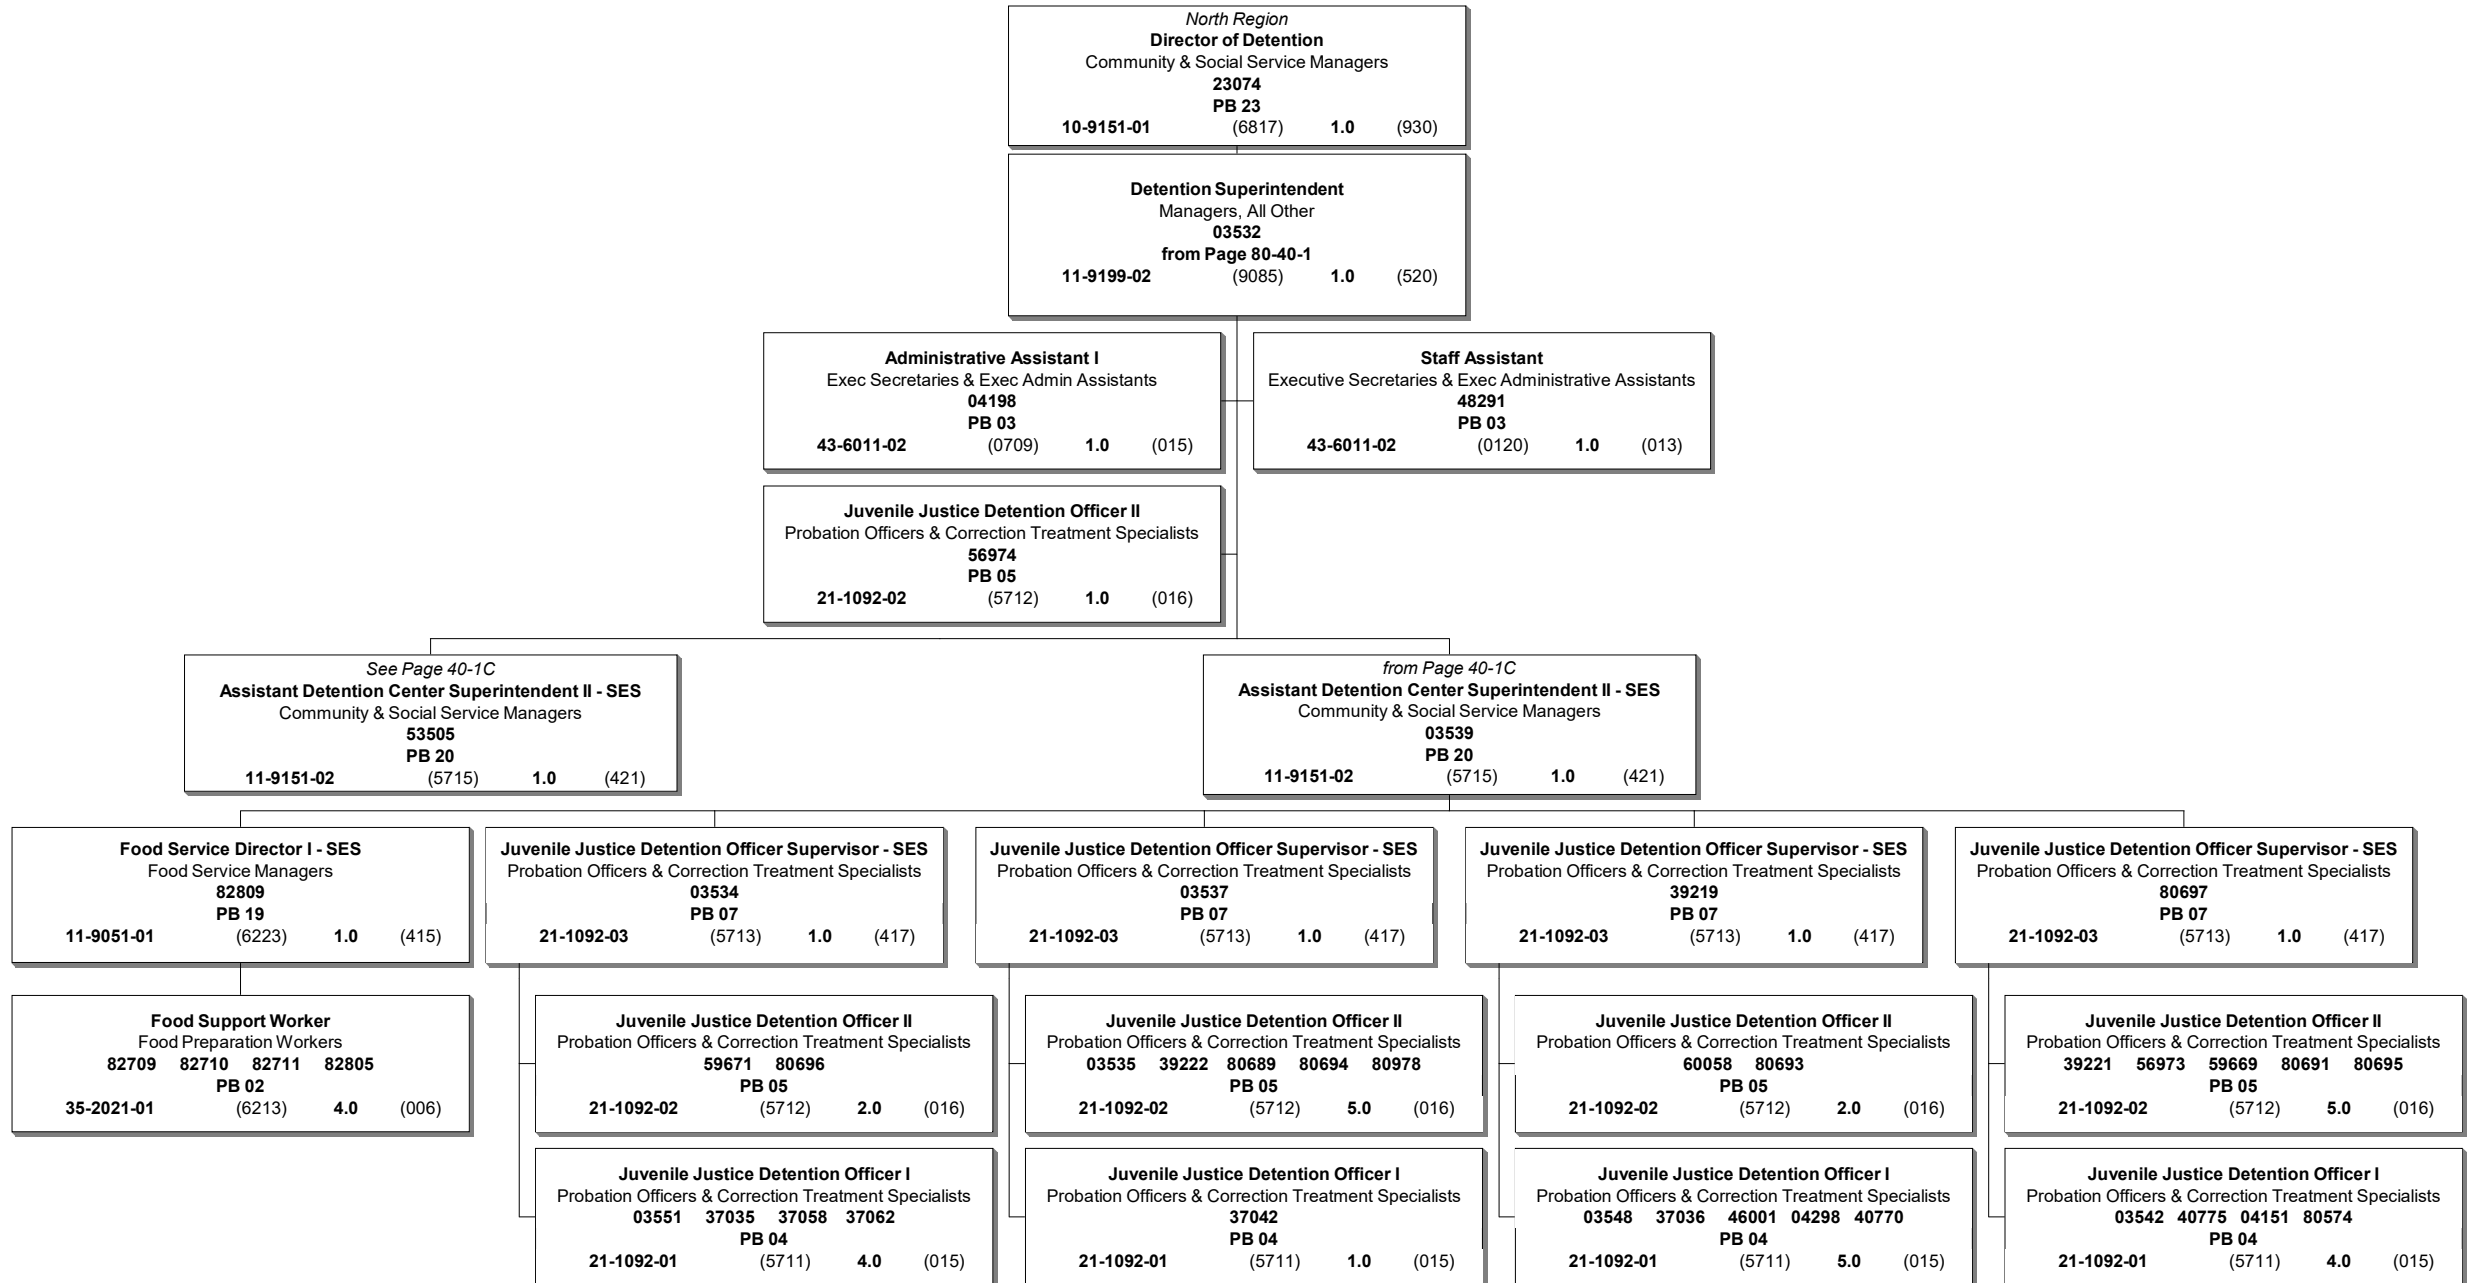 North Region
Director of Detention
Community & Social Service Managers
23074
PB 23
10-9151-01 (6817) 1.0 (930)
Detention Superintendent
Managers, All Other
03532
from Page 80-40-1
11-9199-02 (9085) 1.0 (520)
Administrative Assistant I
Exec Secretaries & Exec Admin Assistants
04198
PB 03
43-6011-02 (0709) 1.0 (015)
Staff Assistant
Executive Secretaries & Exec Administrative Assistants
48291
PB 03
43-6011-02 (0120) 1.0 (013)
Juvenile Justice Detention Officer II
Probation Officers & Correction Treatment Specialists
56974
PB 05
21-1092-02 (5712) 1.0 (016)
See Page 40-1C
Assistant Detention Center Superintendent II - SES
Community & Social Service Managers
53505
PB 20
11-9151-02 (5715) 1.0 (421)
from Page 40-1C
Assistant Detention Center Superintendent II - SES
Community & Social Service Managers
03539
PB 20
11-9151-02 (5715) 1.0 (421)
Food Service Director I - SES
Food Service Managers
82809
PB 19
11-9051-01 (6223) 1.0 (415)
Juvenile Justice Detention Officer Supervisor - SES
Probation Officers & Correction Treatment Specialists
03534
PB 07
21-1092-03 (5713) 1.0 (417)
Juvenile Justice Detention Officer Supervisor - SES
Probation Officers & Correction Treatment Specialists
03537
PB 07
21-1092-03 (5713) 1.0 (417)
Juvenile Justice Detention Officer Supervisor - SES
Probation Officers & Correction Treatment Specialists
39219
PB 07
21-1092-03 (5713) 1.0 (417)
Juvenile Justice Detention Officer Supervisor - SES
Probation Officers & Correction Treatment Specialists
80697
PB 07
21-1092-03 (5713) 1.0 (417)
Food Support Worker
Food Preparation Workers
82709 82710 82711 82805
PB 02
35-2021-01 (6213) 4.0 (006)
Juvenile Justice Detention Officer II
Probation Officers & Correction Treatment Specialists
59671 80696
PB 05
21-1092-02 (5712) 2.0 (016)
Juvenile Justice Detention Officer II
Probation Officers & Correction Treatment Specialists
03535 39222 80689 80694 80978
PB 05
21-1092-02 (5712) 5.0 (016)
Juvenile Justice Detention Officer II
Probation Officers & Correction Treatment Specialists
60058 80693
PB 05
21-1092-02 (5712) 2.0 (016)
Juvenile Justice Detention Officer II
Probation Officers & Correction Treatment Specialists
39221 56973 59669 80691 80695
PB 05
21-1092-02 (5712) 5.0 (016)
Juvenile Justice Detention Officer I
Probation Officers & Correction Treatment Specialists
03551 37035 37058 37062
PB 04
21-1092-01 (5711) 4.0 (015)
Juvenile Justice Detention Officer I
Probation Officers & Correction Treatment Specialists
37042
PB 04
21-1092-01 (5711) 1.0 (015)
Juvenile Justice Detention Officer I
Probation Officers & Correction Treatment Specialists
03548 37036 46001 04298 40770
PB 04
21-1092-01 (5711) 5.0 (015)
Juvenile Justice Detention Officer I
Probation Officers & Correction Treatment Specialists
03542 40775 04151 80574
PB 04
21-1092-01 (5711) 4.0 (015)